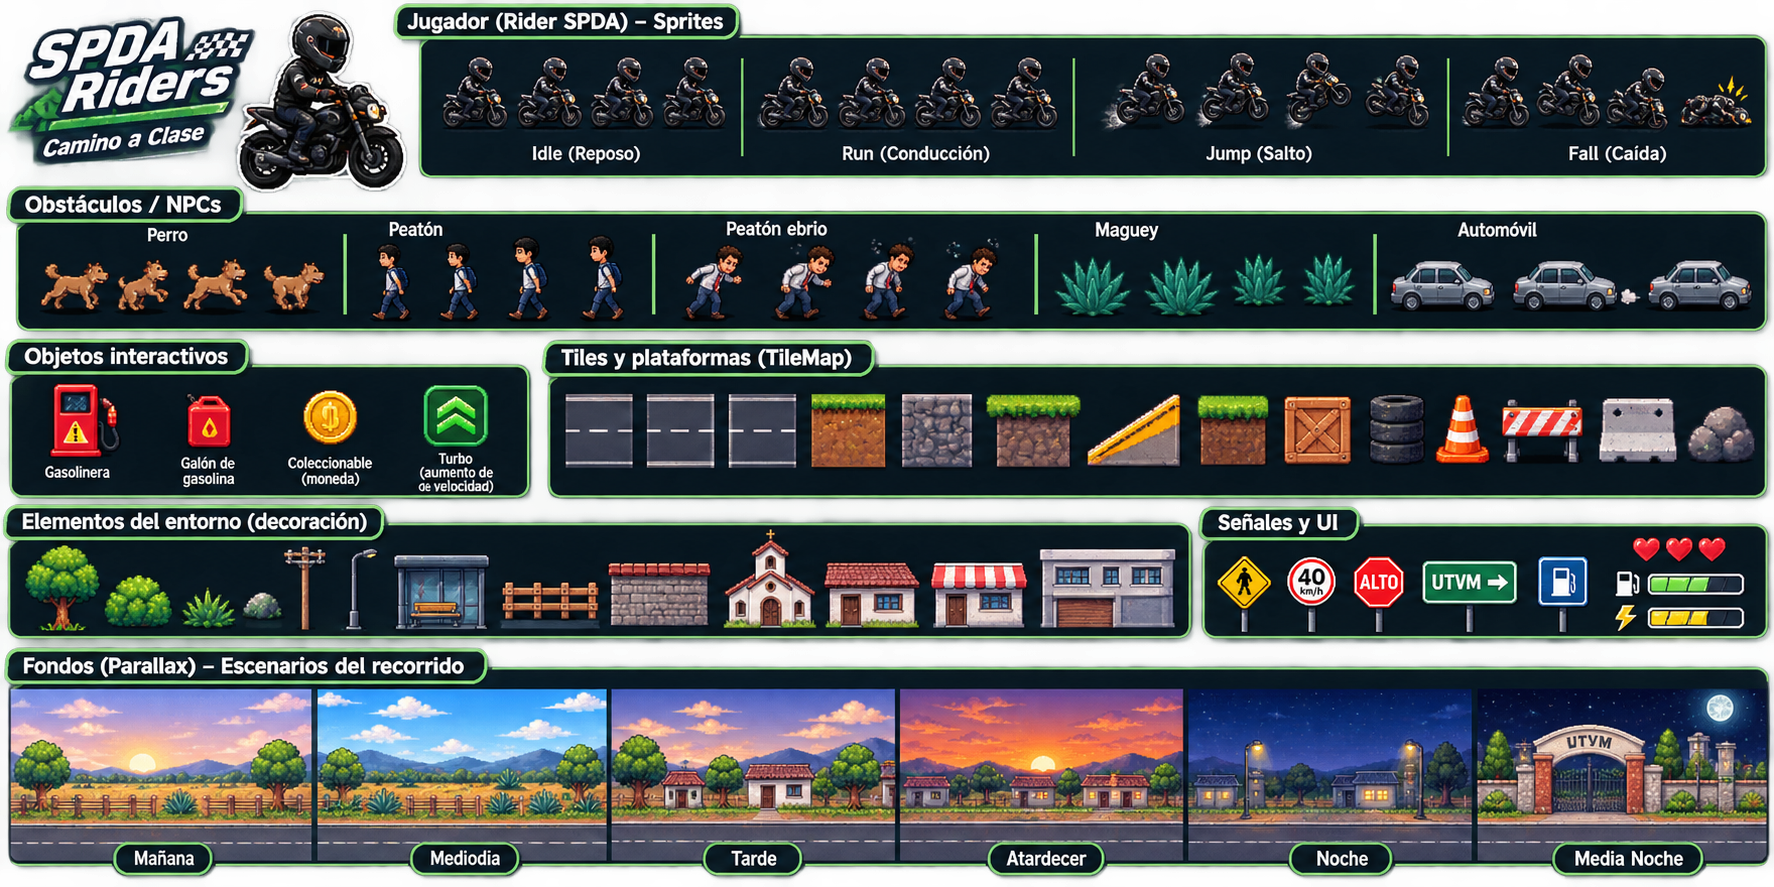 SPDA
Riders
Camino a Clase
Jugador (Rider SPDA) – Sprites
Idle (Reposo)
Run (Conducción)
Jump (Salto)
Fall (Caída)
Obstáculos / NPCs
Perro
Peatón
Peatón ebrio
Maguey
Automóvil
Objetos interactivos
Gasolinera
Galón de
gasolina
Coleccionable
(moneda)
Turbo
(aumento de
de velocidad)
Tiles y plataformas (TileMap)
Elementos del entorno (decoración)
Señales y UI
40
km/h
ALTO
UTVM →
Fondos (Parallax) – Escenarios del recorrido
UTYM
Mañana
Mediodia
Tarde
Atardecer
Noche
Media Noche